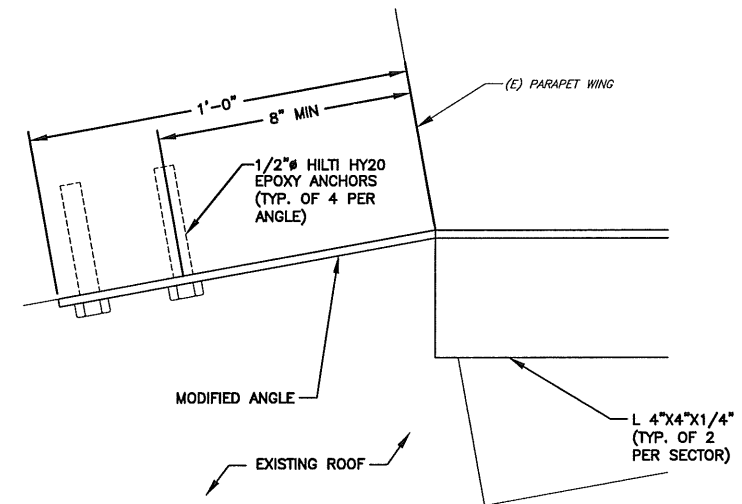 1'-0"
8" MIN
(E) PARAPET WING
1/2"ø HILTI HY20
EPOXY ANCHORS
(TYP. OF 4 PER
ANGLE)
MODIFIED ANGLE
L 4"X4"X1/4"
(TYP. OF 2
PER SECTOR)
EXISTING ROOF